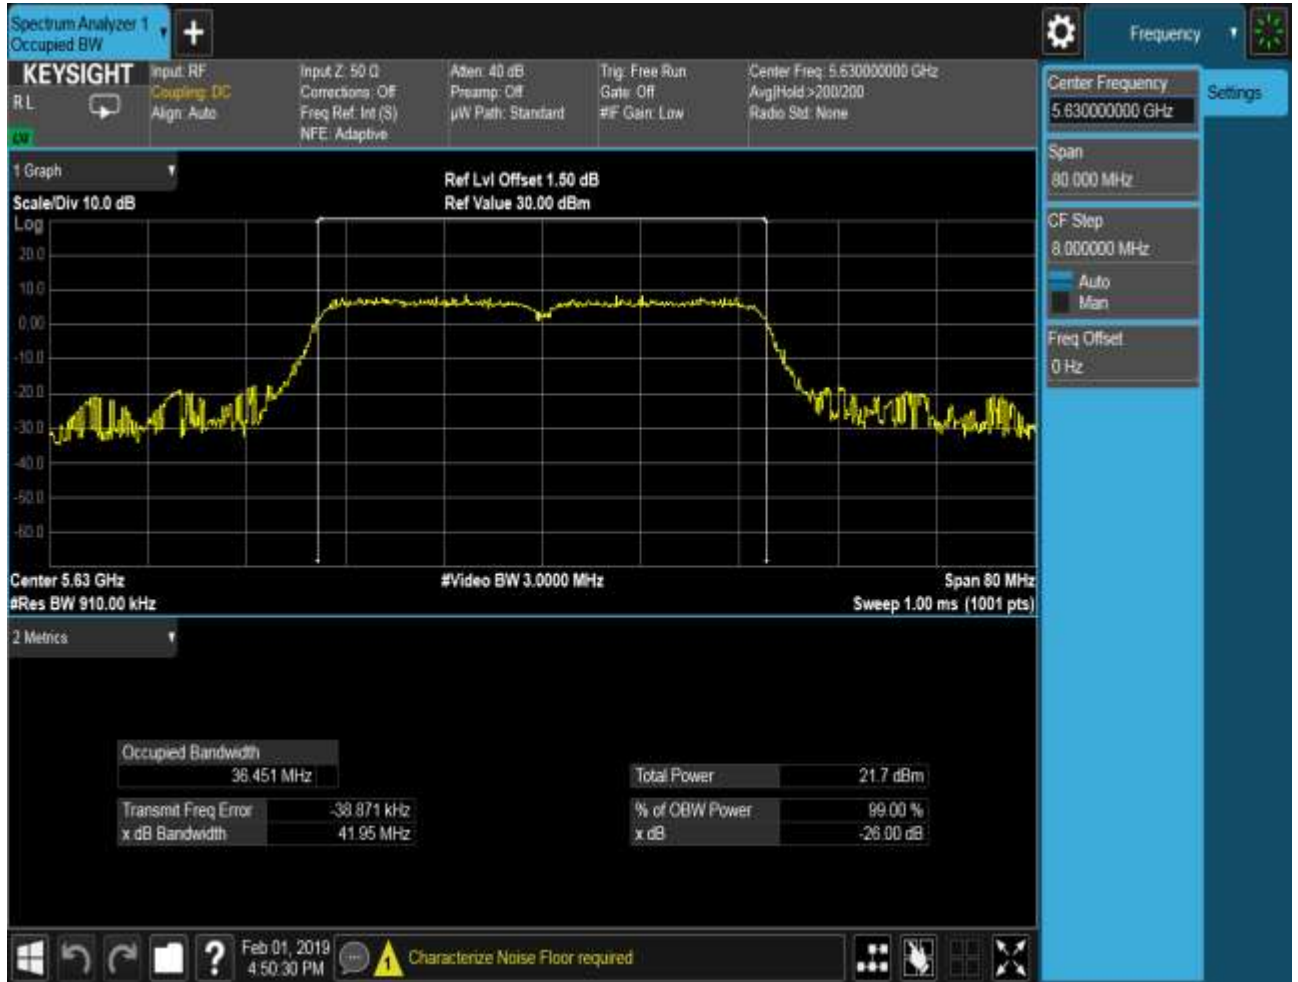 Spectrum Analyzer 1
Occupied BW
Frequency
KEYSIGHT
RL
Input: RF
Coupling: DC
Align: Auto
Input Z: 50 Ω
Corrections: Off
Freq Ref: Int (S)
NFE: Adaptive
Atten: 40 dB
Preamp: Off
µW Path: Standard
Trig: Free Run
Gate: Off
#IF Gain: Low
Center Freq: 5.630000000 GHz
Avg|Hold:>200/200
Radio Std: None
Center Frequency
5.630000000 GHz
Settings
Span
80.000 MHz
CF Step
8.000000 MHz
Auto
Man
Freq Offset
0 Hz
1 Graph
Scale/Div 10.0 dB
Ref Lvl Offset 1.50 dB
Ref Value 30.00 dBm
Log
20.0
10.0
0.00
-10.0
-20.0
-30.0
-40.0
-50.0
-60.0
Center 5.63 GHz
#Video BW 3.0000 MHz
Span 80 MHz
#Res BW 910.00 kHz
Sweep 1.00 ms (1001 pts)
2 Metrics
Occupied Bandwidth
36.451 MHz
Total Power 21.7 dBm
Transmit Freq Error -38.871 kHz
% of OBW Power 99.00 %
x dB Bandwidth 41.95 MHz
x dB -26.00 dB
Feb 01, 2019
4:50:30 PM
?
1
Characterize Noise Floor required